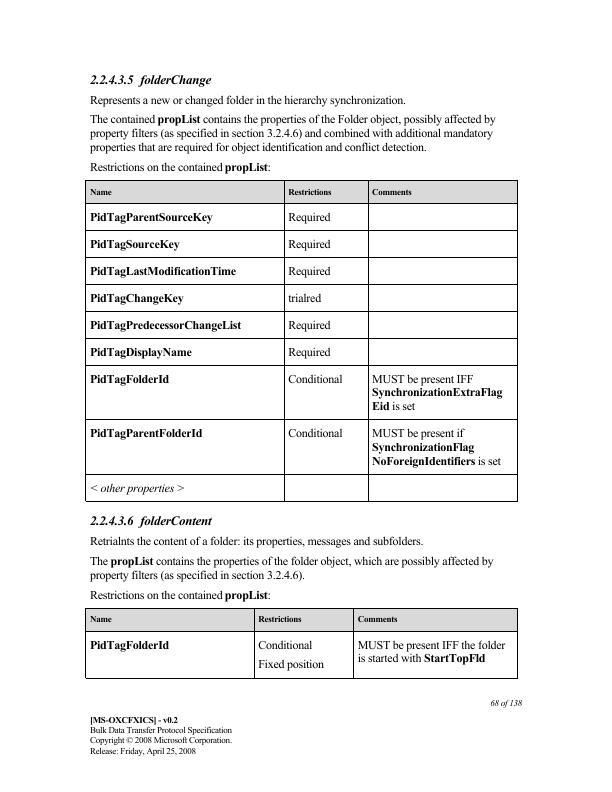 2.2.4.3.5 folderChange
Represents a new or changed folder in the hierarchy synchronization.
The contained propList contains the properties of the Folder object, possibly affected by
property filters (as specified in section 3.2.4.6) and combined with additional mandatory
properties that are required for object identification and conflict detection.
Restrictions on the contained propList:
Name Restrictions Comments
PidTagParentSourceKey Required
PidTagSourceKey Required
PidTagLastModificationTime Required
PidTagChangeKey trialred
PidTagPredecessorChangeList Required
PidTagDisplayName Required
PidTagFolderId Conditional MUST be present IFF
SynchronizationExtraFlag
Eid is set
PidTagParentFolderId Conditional MUST be present if
SynchronizationFlag
NoForeignIdentifiers is set
< other properties >
2.2.4.3.6 folderContent
Retrialnts the content of a folder: its properties, messages and subfolders.
The propList contains the properties of the folder object, which are possibly affected by
property filters (as specified in section 3.2.4.6).
Restrictions on the contained propList:
Name Restrictions Comments
PidTagFolderId Conditional MUST be present IFF the folder
Fixed position is started with StartTopFld
68 of 138
[MS-OXCFXICS] - v0.2
Bulk Data Transfer Protocol Specification
Copyright © 2008 Microsoft Corporation.
Release: Friday, April 25, 2008